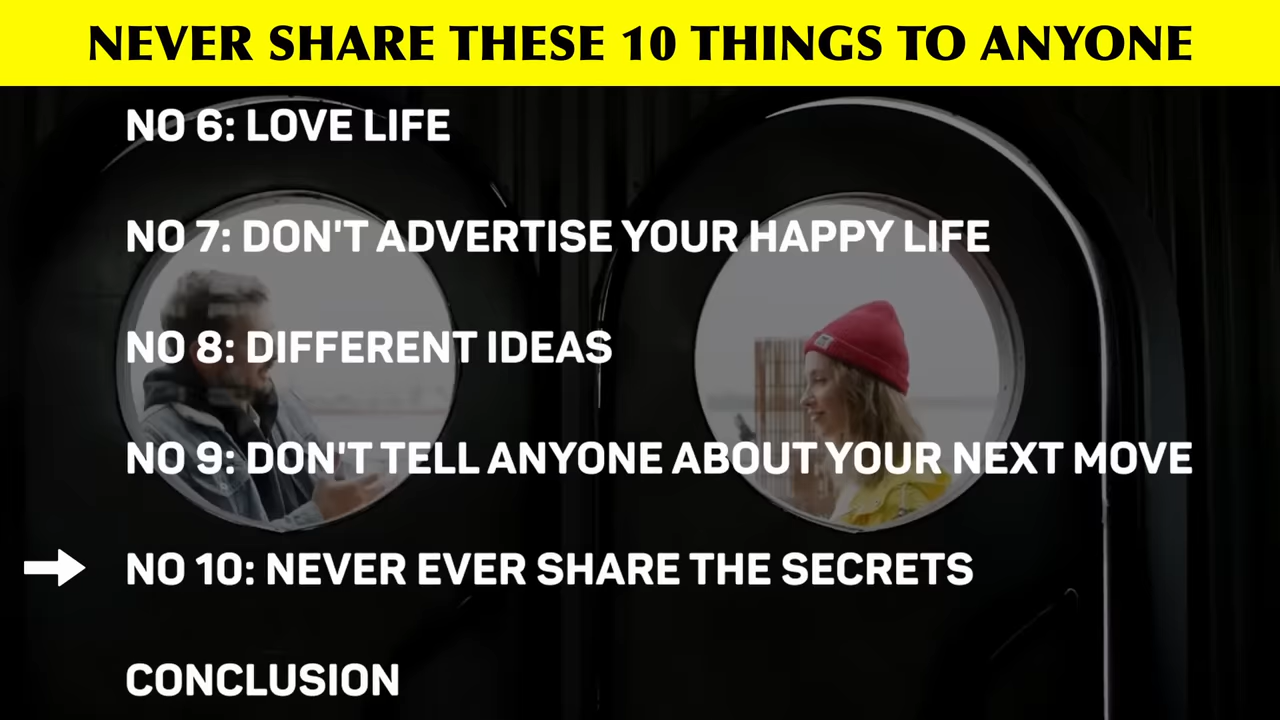 NEVER SHARE THESE 10 THINGS TO ANYONE
NO 6: LOVE LIFE
NO 7: DON'T ADVERTISE YOUR HAPPY LIFE
NO 8: DIFFERENT IDEAS
NO 9: DON'T TELL ANYONE ABOUT YOUR NEXT MOVE
NO 10: NEVER EVER SHARE THE SECRETS
CONCLUSION